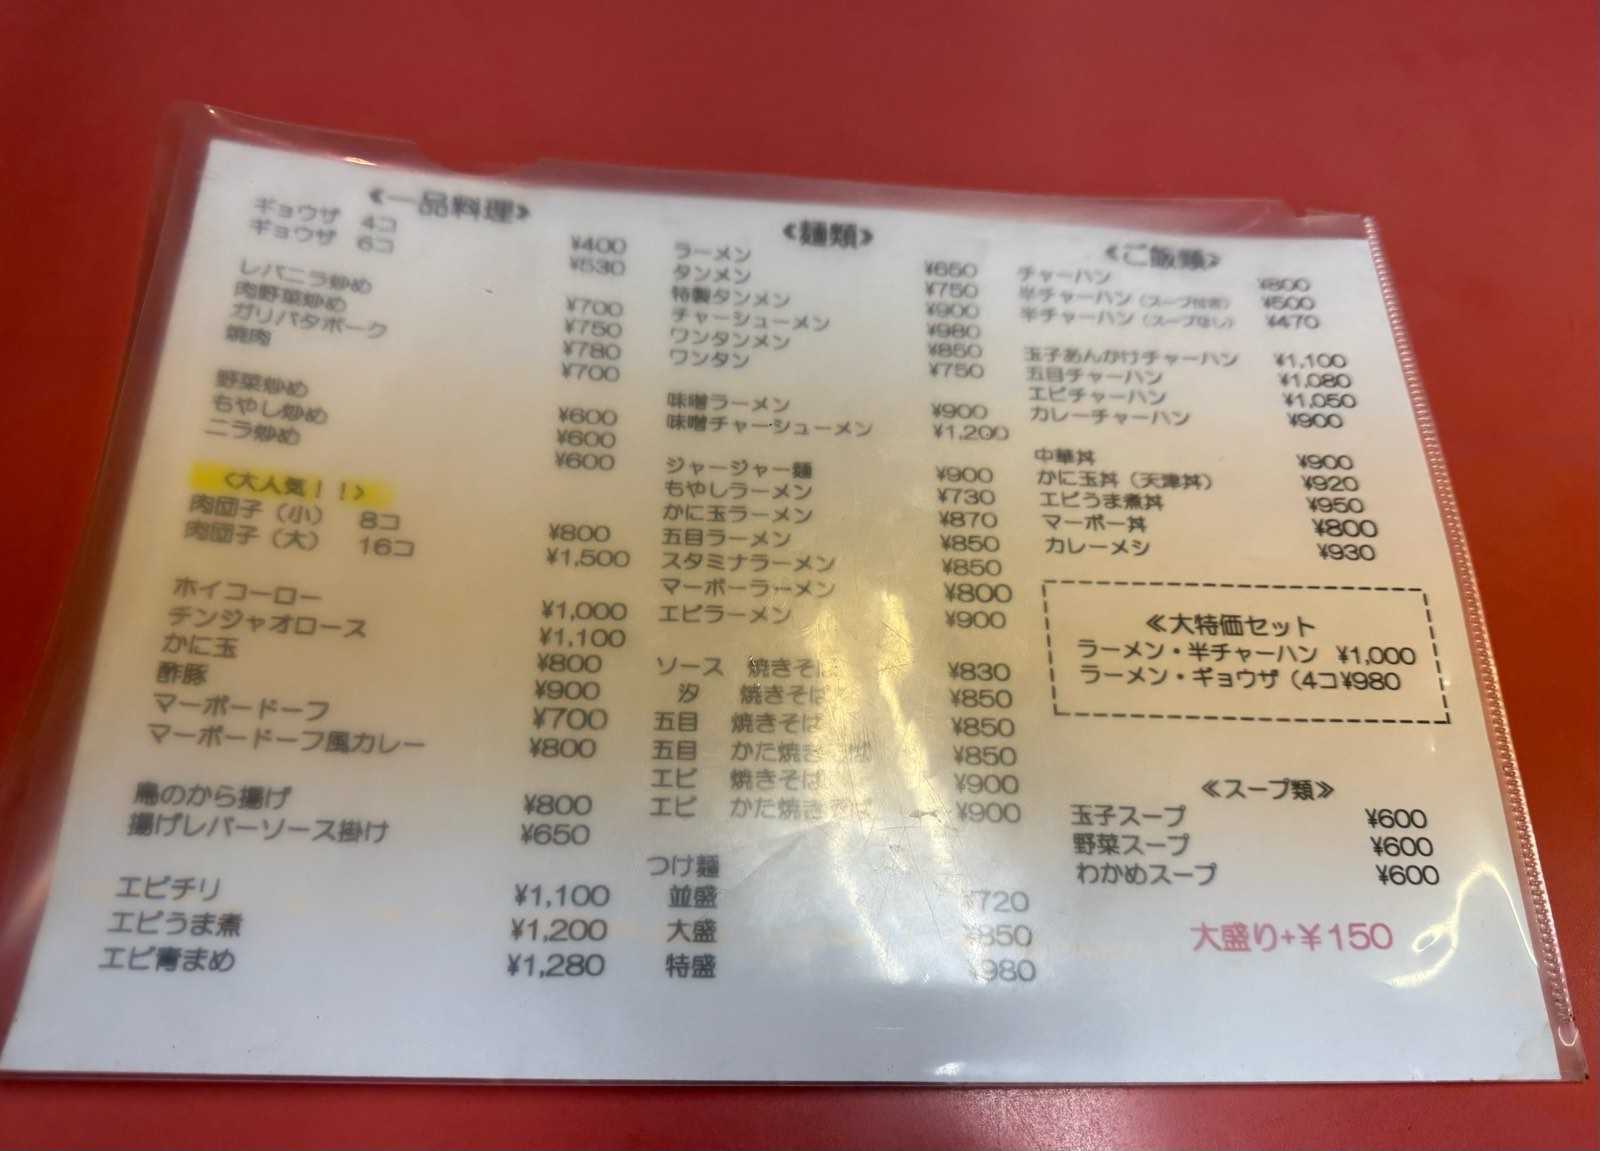 ≪一品料理≫
ギョウザ 4コ ¥400
ギョウザ 6コ ¥530
レバニラ炒め ¥700
肉野菜炒め ¥750
ガリバタポーク ¥780
焼肉 ¥700
野菜炒め ¥600
もやし炒め ¥600
ニラ炒め ¥600
<大人気！！>
肉団子（小） 8コ ¥800
肉団子（大） 16コ ¥1,500
ホイコーロー ¥1,000
チンジャオロース ¥1,100
かに玉 ¥800
酢豚 ¥900
マーボードーフ ¥700
マーボードーフ風カレー ¥800
鳥のから揚げ ¥800
揚げレバーソース掛け ¥650
エビチリ ¥1,100
エビうま煮 ¥1,200
エビ青まめ ¥1,280
≪麺類≫
ラーメン ¥650
タンメン ¥750
特製タンメン ¥900
チャーシューメン ¥980
ワンタンメン ¥850
ワンタン ¥750
味噌ラーメン ¥900
味噌チャーシューメン ¥1,200
ジャージャー麺 ¥900
もやしラーメン ¥730
かに玉ラーメン ¥870
五目ラーメン ¥850
スタミナラーメン ¥850
マーボーラーメン ¥800
エビラーメン ¥900
ソース 焼きそば ¥830
汐 焼きそば ¥850
五目 焼きそば ¥850
五目 かた焼きそば ¥850
エビ 焼きそば ¥900
エビ かた焼きそば ¥900
つけ麺
並盛 ¥720
大盛 ¥850
特盛 ¥980
≪ご飯類≫
チャーハン ¥800
半チャーハン（スープ付き） ¥500
半チャーハン（スープなし） ¥470
玉子あんかけチャーハン ¥1,100
五目チャーハン ¥1,080
エビチャーハン ¥1,050
カレーチャーハン ¥900
中華丼 ¥900
かに玉丼（天津丼） ¥920
エビうま煮丼 ¥950
マーボー丼 ¥800
カレーメシ ¥930
≪大特価セット
ラーメン・半チャーハン ¥1,000
ラーメン・ギョウザ（4コ¥980
≪スープ類≫
玉子スープ ¥600
野菜スープ ¥600
わかめスープ ¥600
大盛り+¥150